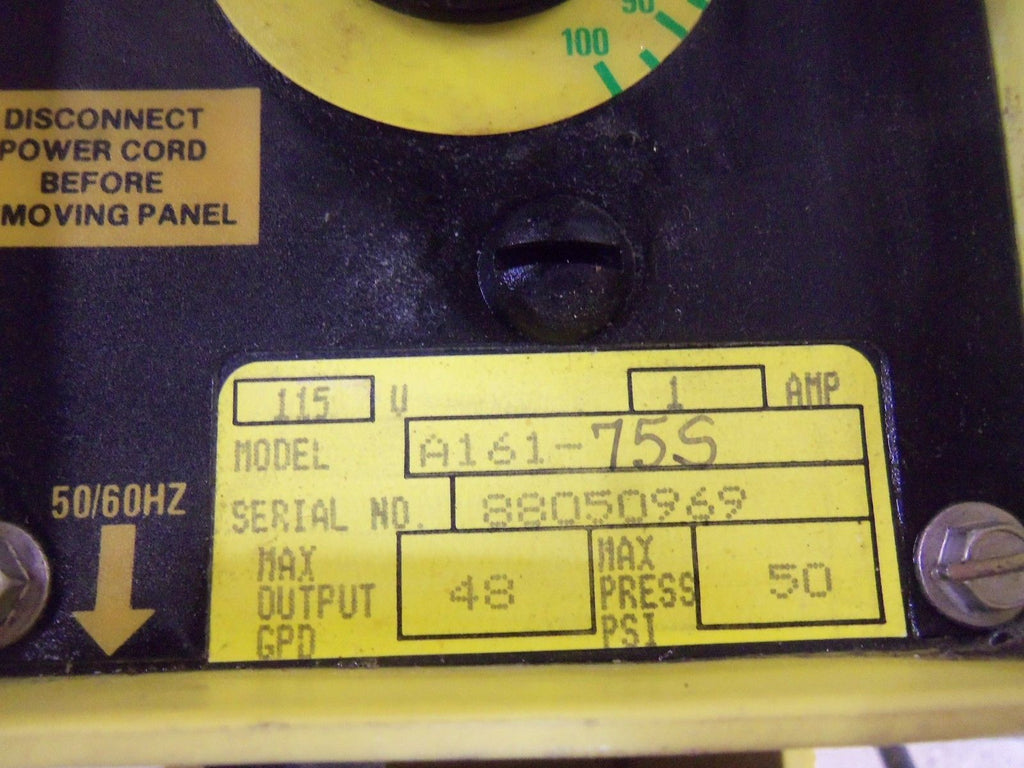 90
100
DISCONNECT
POWER CORD
BEFORE
MOVING PANEL
115 V 1 AMP
MODEL A161-75S
SERIAL NO. 88050969
50/60HZ
MAX OUTPUT GPD 48 MAX PRESS PSI 50